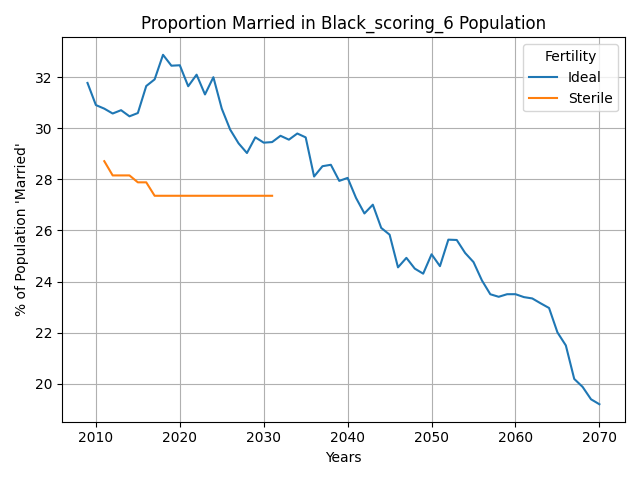 Proportion Married in Black_scoring_6 Population
Fertility
Ideal
Sterile
% of Population 'Married'
32
30
28
26
24
22
20
2010 2020 2030 2040 2050 2060 2070
Years